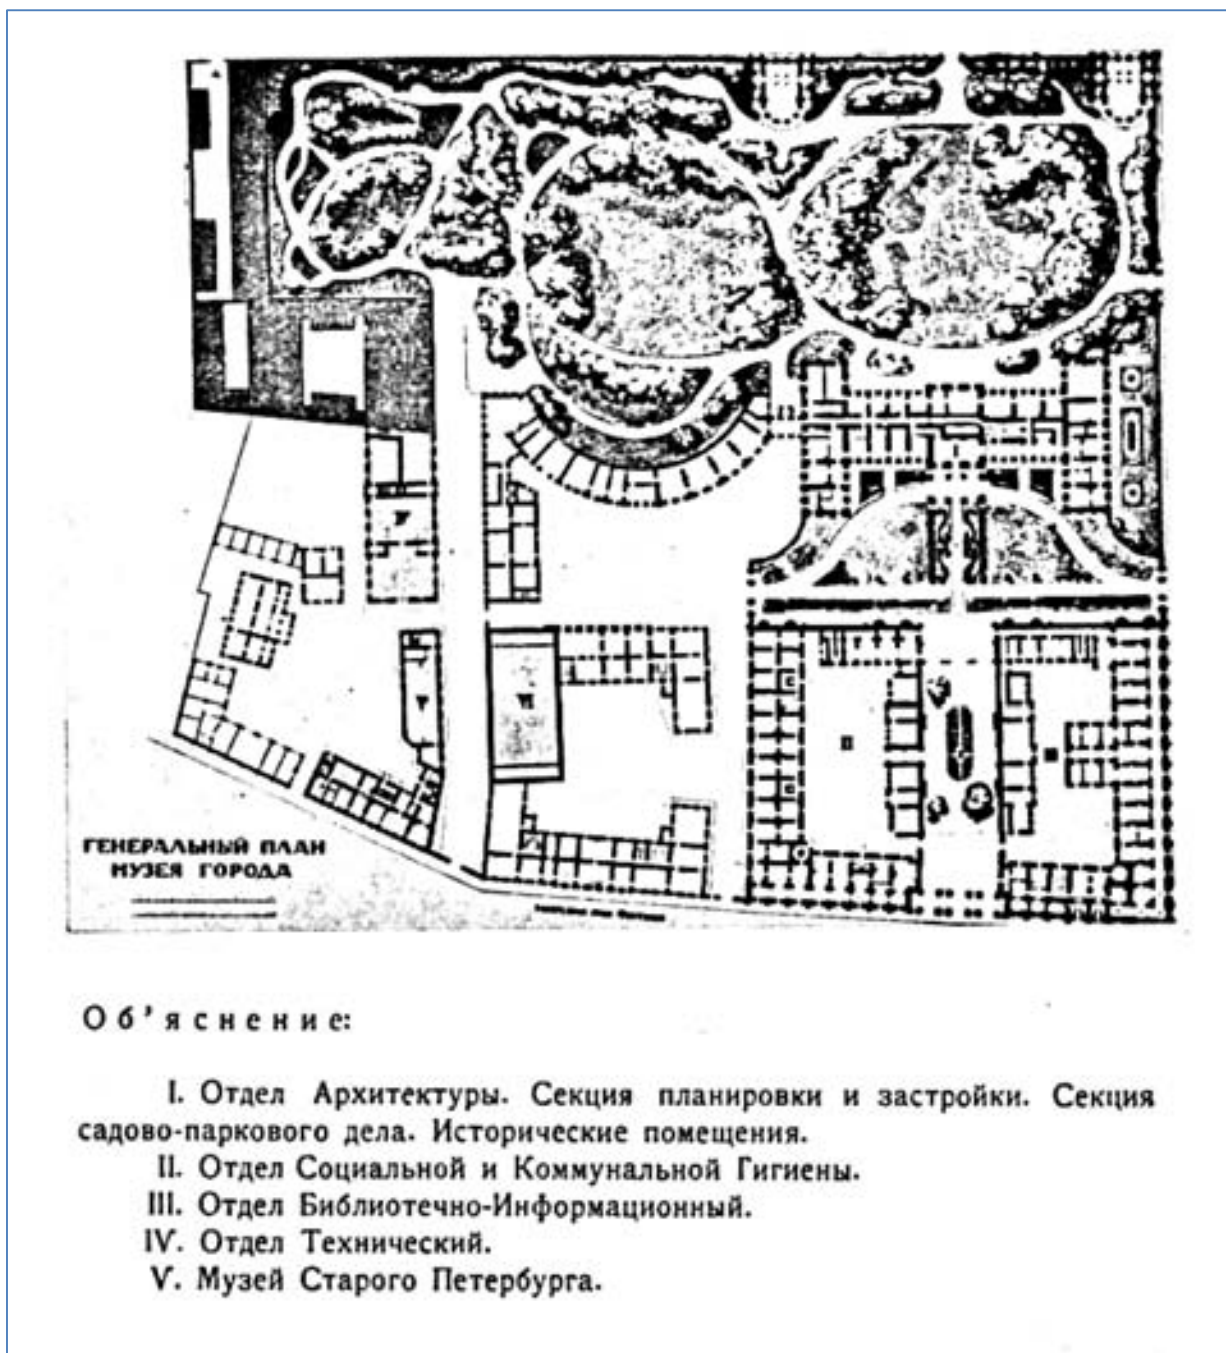 ГЕНЕРАЛЬНЫЙ ПЛАН
МУЗЕЯ ГОРОДА
VI
V
Об’яснение:
I. Отдел Архитектуры. Секция планировки и застройки. Секция
садово-паркового дела. Исторические помещения.
II. Отдел Социальной и Коммунальной Гигиены.
III. Отдел Библиотечно-Информационный.
IV. Отдел Технический.
V. Музей Старого Петербурга.